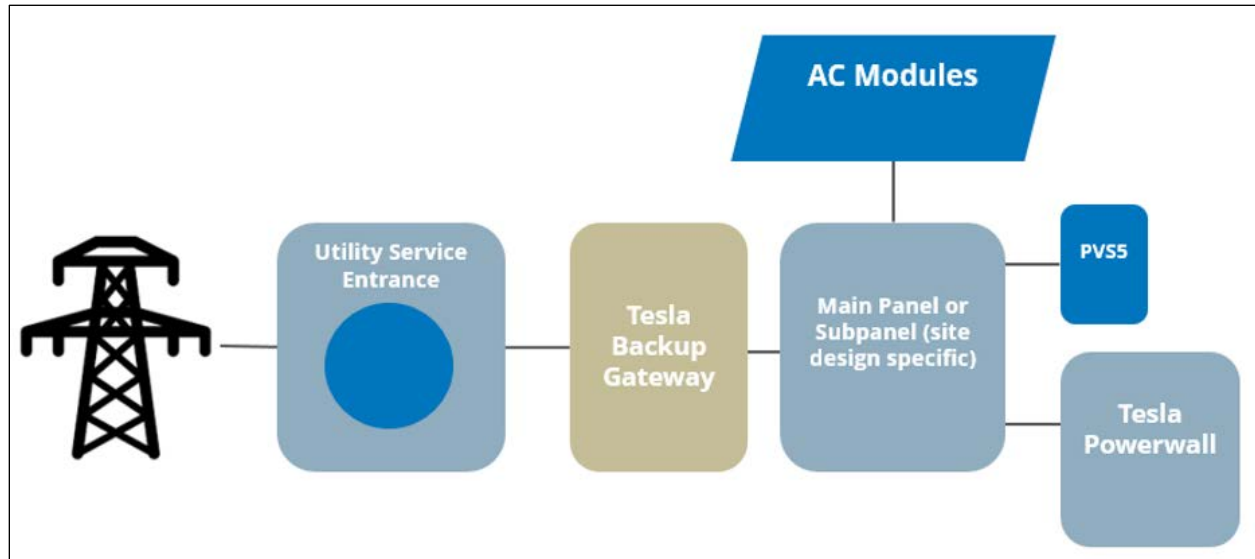 AC Modules
Utility Service
Entrance
PVS5
Tesla
Backup
Gateway
Main Panel or
Subpanel (site
design specific)
Tesla
Powerwall